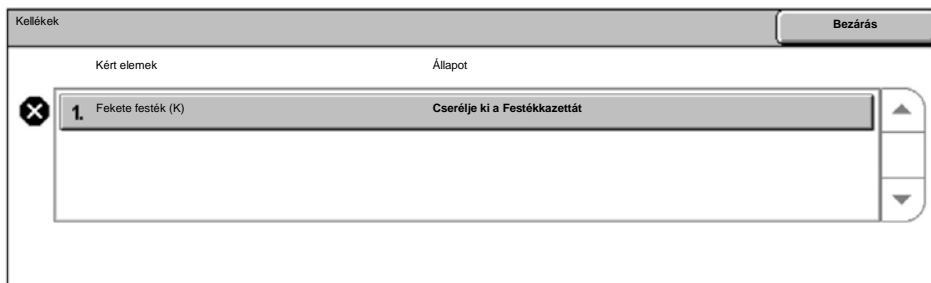 Kellékek
Bezárás
Kért elemek Állapot
1. Fekete festék (K) Cserélje ki a Festékkazettát